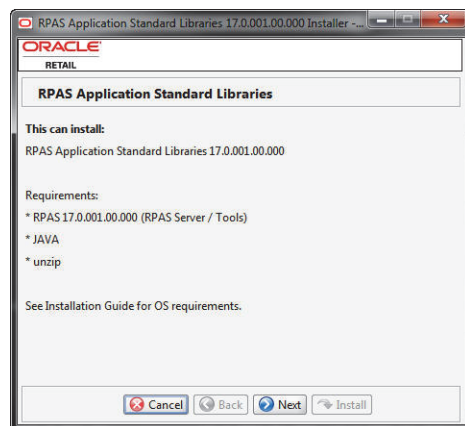 RPAS Application Standard Libraries 17.0.001.00.000 Installer -...
ORACLE
RETAIL
RPAS Application Standard Libraries
This can install:
RPAS Application Standard Libraries 17.0.001.00.000
Requirements:
* RPAS 17.0.001.00.000 (RPAS Server / Tools)
* JAVA
* unzip
See Installation Guide for OS requirements.
Cancel Back Next Install